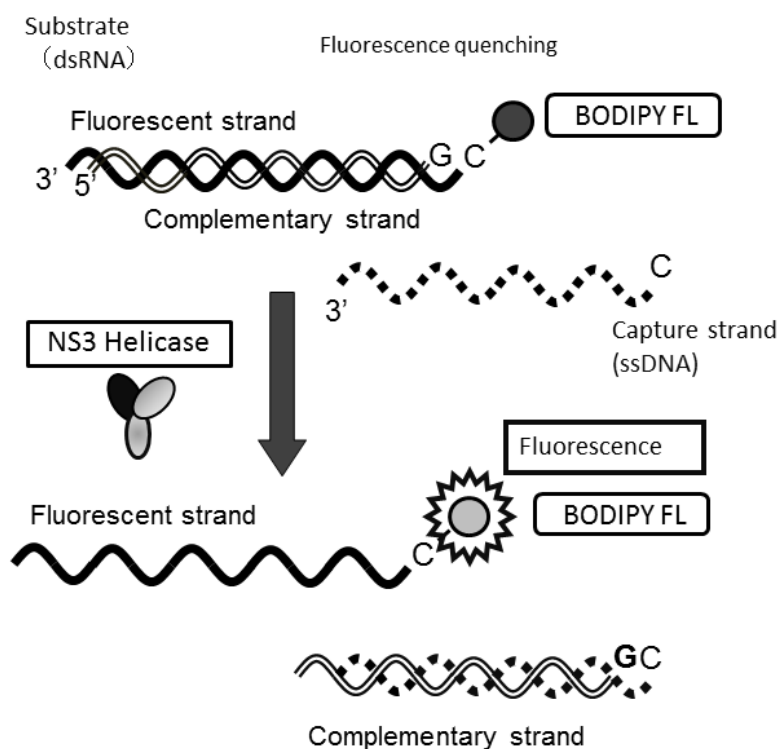 Substrate
（dsRNA）
Fluorescence quenching
BODIPY FL
Fluorescent strand
G
C
3’
5’
Complementary strand
C
3’
NS3 Helicase
Capture strand
(ssDNA)
Fluorescence
Fluorescent strand
BODIPY FL
C
GC
Complementary strand